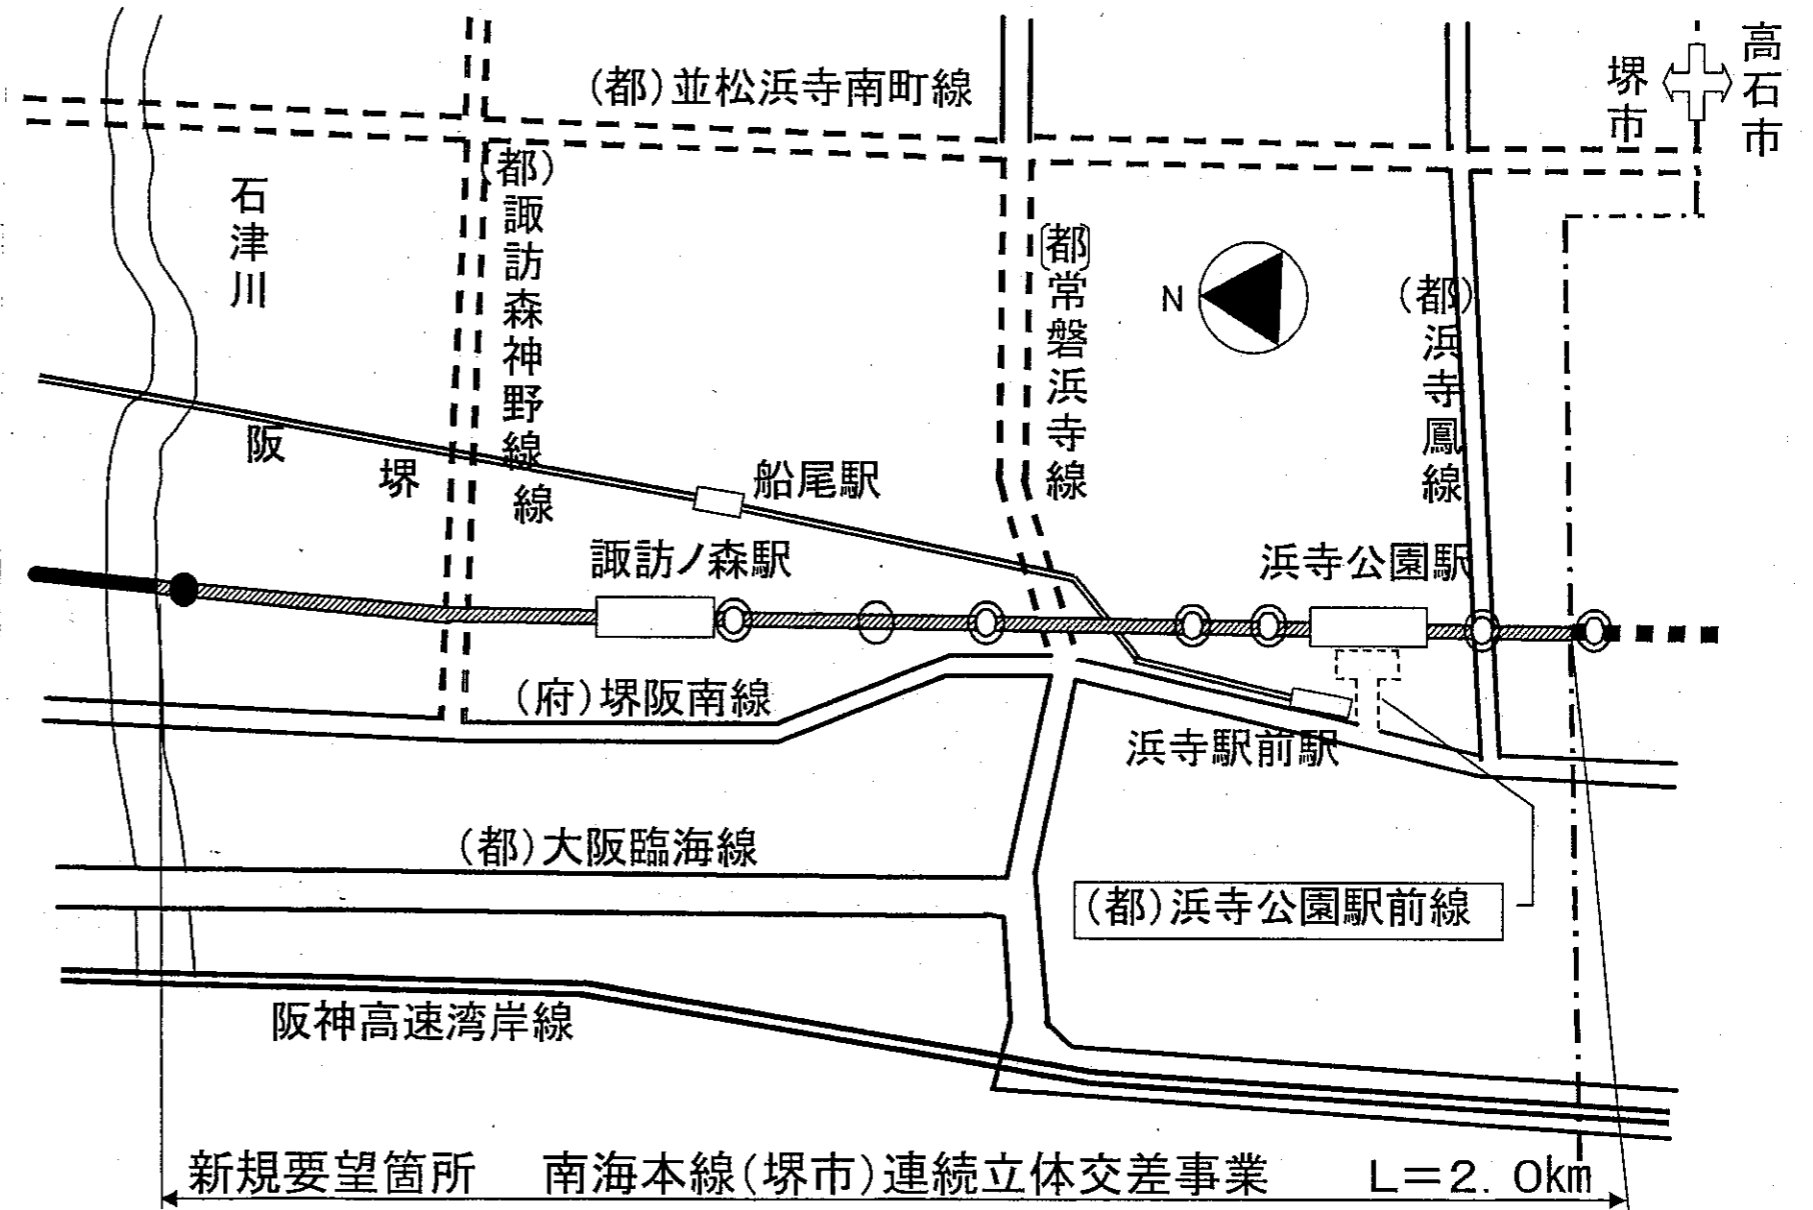 (都)並松浜寺南町線
堺市
高石市
石津川
(都)諏訪森神野線
(都)常磐浜寺線
N
(都)浜寺鳳線
阪堺線
船尾駅
諏訪ノ森駅
浜寺公園駅
(府)堺阪南線
浜寺駅前駅
(都)大阪臨海線
(都)浜寺公園駅前線
阪神高速湾岸線
新規要望箇所 南海本線(堺市)連続立体交差事業 L=2.0km